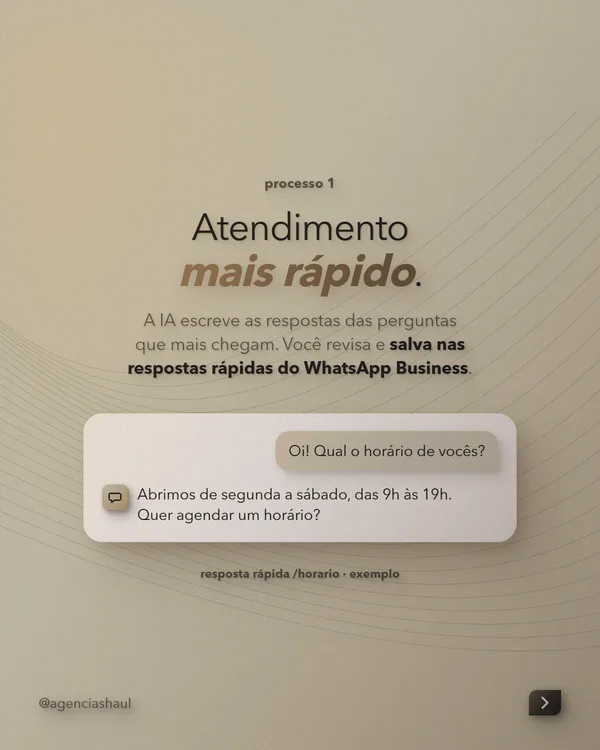 processo 1
Atendimento
mais rápido.
A IA escreve as respostas das perguntas
que mais chegam. Você revisa e salva nas
respostas rápidas do WhatsApp Business.
Oi! Qual o horário de vocês?
Abrimos de segunda a sábado, das 9h às 19h.
Quer agendar um horário?
resposta rápida /horario · exemplo
@agenciashaul